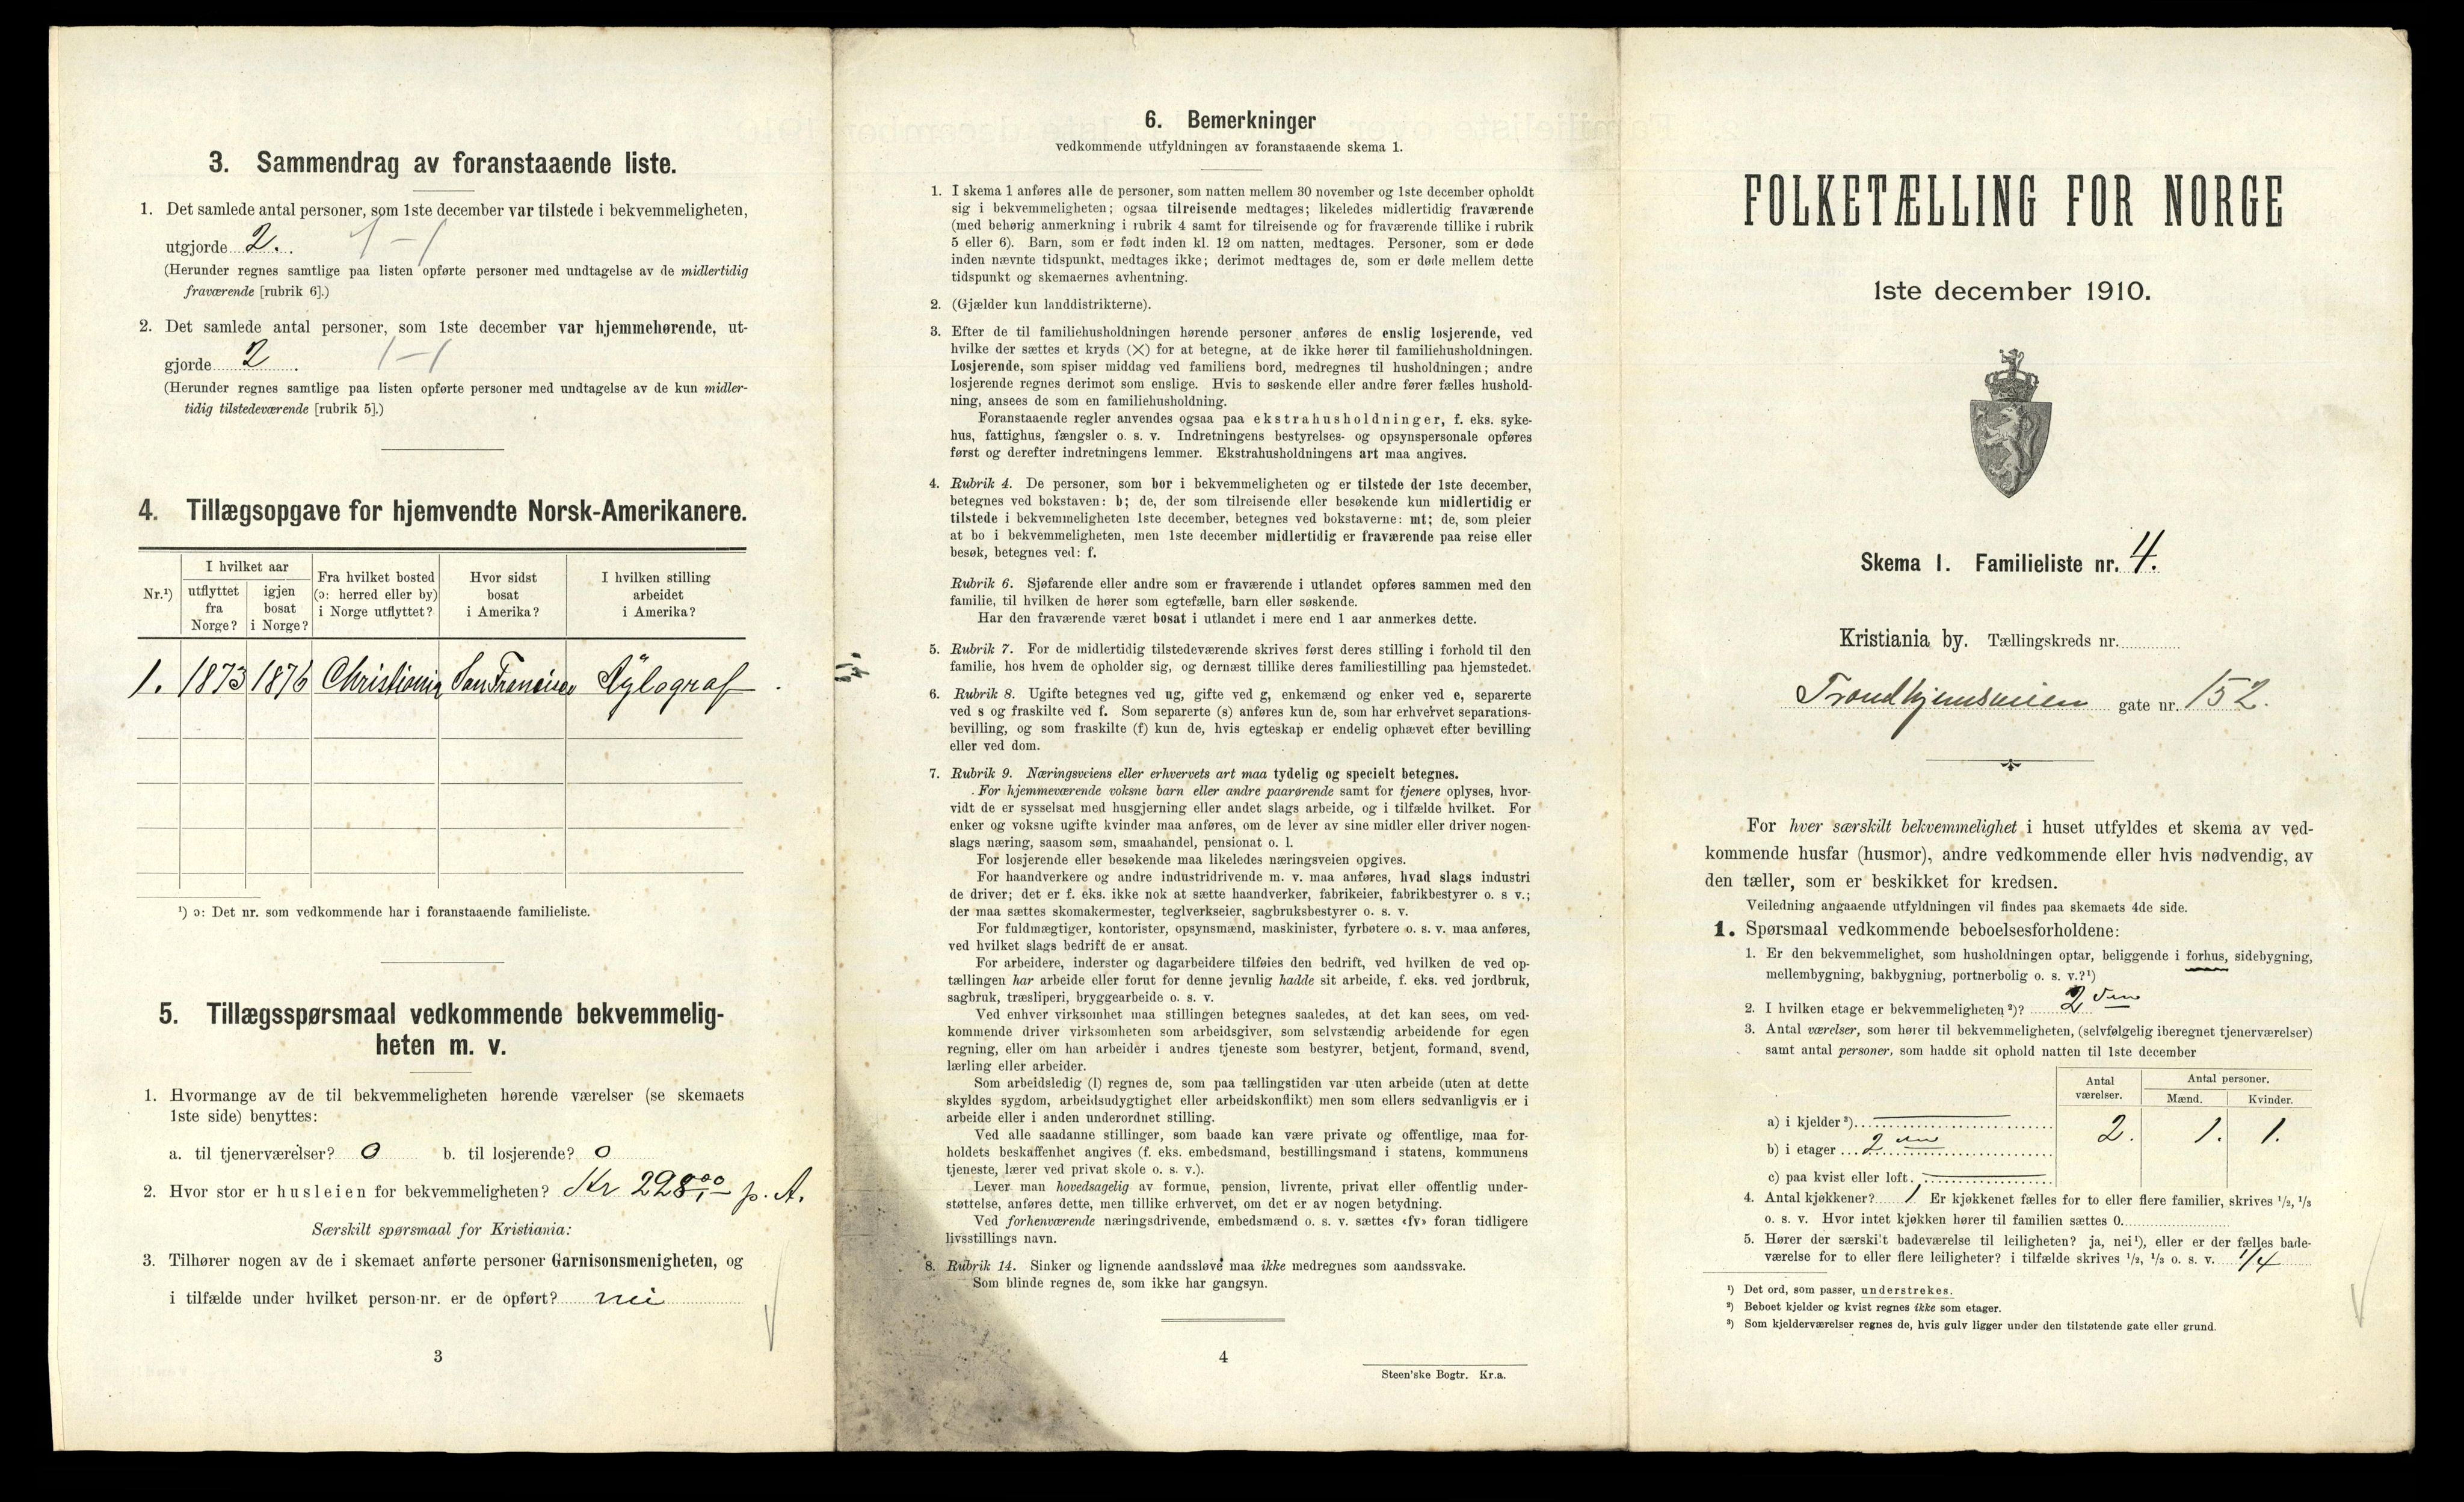 3. Sammendrag av foranstaaende liste.
1. Det samlede antal personer, som 1ste december var tilstede i bekvemmeligheten,
utgjorde 2. 1 – 1
(Herunder regnes samtlige paa listen opførte personer med undtagelse av de midlertidig
fraværende [rubrik 6].)
2. Det samlede antal personer, som 1ste december var hjemmehørende, ut-
gjorde 2 . 1 – 1
(Herunder regnes samtlige paa listen opførte personer med undtagelse av de kun midler-
tidig tilstedeværende [rubrik 5].)
4. Tillægsopgave for hjemvendte Norsk-Amerikanere.
Nr.¹)
I hvilket aar
utflyttet fra Norge?
igjen bosat i Norge?
Fra hvilket bosted (ɔ: herred eller by) i Norge utflyttet?
Hvor sidst bosat i Amerika?
I hvilken stilling arbeidet i Amerika?
1. 1873 1876 Christiania San Francisco Xylograf
¹) ɔ: Det nr. som vedkommende har i foranstaaende familieliste.
5. Tillægsspørsmaal vedkommende bekvemmelig-
heten m. v.
1. Hvormange av de til bekvemmeligheten hørende værelser (se skemaets
1ste side) benyttes:
a. til tjenerværelser? 0 b. til losjerende? 0
2. Hvor stor er husleien for bekvemmeligheten? Kr 228,00 p. A.
Særskilt spørsmaal for Kristiania:
3. Tilhører nogen av de i skemaet anførte personer Garnisonsmenigheten, og
i tilfælde under hvilket person-nr. er de opført? nei
3
6. Bemerkninger
vedkommende utfyldningen av foranstaaende skema 1.
1. I skema 1 anføres alle de personer, som natten mellem 30 november og 1ste december opholdt
sig i bekvemmeligheten; ogsaa tilreisende medtages; likeledes midlertidig fraværende
(med behørig anmerkning i rubrik 4 samt for tilreisende og for fraværende tillike i rubrik
5 eller 6). Barn, som er født inden kl. 12 om natten, medtages. Personer, som er døde
inden nævnte tidspunkt, medtages ikke; derimot medtages de, som er døde mellem dette
tidspunkt og skemaernes avhentning.
2. (Gjælder kun landdistrikterne).
3. Efter de til familiehusholdningen hørende personer anføres de enslig losjerende, ved
hvilke der sættes et kryds (×) for at betegne, at de ikke hører til familiehusholdningen.
Losjerende, som spiser middag ved familiens bord, medregnes til husholdningen; andre
losjerende regnes derimot som enslige. Hvis to søskende eller andre fører fælles hushold-
ning, ansees de som en familiehusholdning.
Foranstaaende regler anvendes ogsaa paa ekstrahusholdninger, f. eks. syke-
hus, fattighus, fængsler o. s. v. Indretningens bestyrelses- og opsynspersonale opføres
først og derefter indretningens lemmer. Ekstrahusholdningens art maa angives.
4. Rubrik 4. De personer, som bor i bekvemmeligheten og er tilstede der 1ste december,
betegnes ved bokstaven: b; de, der som tilreisende eller besøkende kun midlertidig er
tilstede i bekvemmeligheten 1ste december, betegnes ved bokstaverne: mt; de, som pleier
at bo i bekvemmeligheten, men 1ste december midlertidig er fraværende paa reise eller
besøk, betegnes ved: f.
Rubrik 6. Sjøfarende eller andre som er fraværende i utlandet opføres sammen med den
familie, til hvilken de hører som egtefælle, barn eller søskende.
Har den fraværende været bosat i utlandet i mere end 1 aar anmerkes dette.
5. Rubrik 7. For de midlertidig tilstedeværende skrives først deres stilling i forhold til den
familie, hos hvem de opholder sig, og dernæst tillike deres familiestilling paa hjemstedet.
6. Rubrik 8. Ugifte betegnes ved ug, gifte ved g, enkemænd og enker ved e, separerte
ved s og fraskilte ved f. Som separerte (s) anføres kun de, som har erhvervet separations-
bevilling, og som fraskilte (f) kun de, hvis egteskap er endelig ophævet efter bevilling
eller ved dom.
7. Rubrik 9. Næringsveiens eller erhvervets art maa tydelig og specielt betegnes.
For hjemmeværende voksne barn eller andre paarørende samt for tjenere oplyses, hvor-
vidt de er sysselsat med husgjerning eller andet slags arbeide, og i tilfælde hvilket. For
enker og voksne ugifte kvinder maa anføres, om de lever av sine midler eller driver nogen-
slags næring, saasom søm, smaahandel, pensionat o. l.
For losjerende eller besøkende maa likeledes næringsveien opgives.
For haandverkere og andre industridrivende m. v. maa anføres, hvad slags industri
de driver; det er f. eks. ikke nok at sætte haandverker, fabrikeier, fabrikbestyrer o. s v.;
der maa sættes skomakermester, teglverkseier, sagbruksbestyrer o. s. v.
For fuldmægtiger, kontorister, opsynsmænd, maskinister, fyrbøtere o. s. v. maa anføres,
ved hvilket slags bedrift de er ansat.
For arbeidere, inderster og dagarbeidere tilføies den bedrift, ved hvilken de ved op-
tællingen har arbeide eller forut for denne jevnlig hadde sit arbeide, f. eks. ved jordbruk,
sagbruk, træsliperi, bryggearbeide o. s. v.
Ved enhver virksomhet maa stillingen betegnes saaledes, at det kan sees, om ved-
kommende driver virksomheten som arbeidsgiver, som selvstændig arbeidende for egen
regning, eller om han arbeider i andres tjeneste som bestyrer, betjent, formand, svend,
lærling eller arbeider.
Som arbeidsledig (l) regnes de, som paa tællingstiden var uten arbeide (uten at dette
skyldes sygdom, arbeidsudygtighet eller arbeidskonflikt) men som ellers sedvanligvis er i
arbeide eller i anden underordnet stilling.
Ved alle saadanne stillinger, som baade kan være private og offentlige, maa for-
holdets beskaffenhet angives (f. eks. embedsmand, bestillingsmand i statens, kommunens
tjeneste, lærer ved privat skole o. s. v.).
Lever man hovedsagelig av formue, pension, livrente, privat eller offentlig under-
støttelse, anføres dette, men tillike erhvervet, om det er av nogen betydning.
Ved forhenværende næringsdrivende, embedsmænd o. s. v. sættes «fv» foran tidligere
livsstillings navn.
8. Rubrik 14. Sinker og lignende aandssløve maa ikke medregnes som aandssvake.
Som blinde regnes de, som ikke har gangsyn.
4
Steen'ske Bogtr. Kr.a.
FOLKETÆLLING FOR NORGE
1ste december 1910.
Skema 1. Familieliste nr. 4.
Kristiania by. Tællingskreds nr.
Trondhjemsveien gate nr. 152.
For hver særskilt bekvemmelighet i huset utfyldes et skema av ved-
kommende husfar (husmor), andre vedkommende eller hvis nødvendig, av
den tæller, som er beskikket for kredsen.
Veiledning angaaende utfyldningen vil findes paa skemaets 4de side.
1. Spørsmaal vedkommende beboelsesforholdene:
1. Er den bekvemmelighet, som husholdningen optar, beliggende i forhus, sidebygning,
mellembygning, bakbygning, portnerbolig o. s. v.?¹)
2. I hvilken etage er bekvemmeligheten²)? 2den
3. Antal værelser, som hører til bekvemmeligheten, (selvfølgelig iberegnet tjenerværelser)
samt antal personer, som hadde sit ophold natten til 1ste december
Antal værelser.
Antal personer.
Mænd. Kvinder.
a) i kjelder³)
b) i etager 2den 2. 1. 1.
c) paa kvist eller loft
4. Antal kjøkkener? 1 Er kjøkkenet fælles for to eller flere familier, skrives 1/2, 1/3
o. s. v. Hvor intet kjøkken hører til familien sættes 0.
5. Hører der særskilt badeværelse til leiligheten? ja, nei¹), eller er der fælles bade-
værelse for to eller flere leiligheter? i tilfælde skrives 1/2, 1/3 o. s. v. 1/4
¹) Det ord, som passer, understrekes.
²) Beboet kjelder og kvist regnes ikke som etager.
³) Som kjelderværelser regnes de, hvis gulv ligger under den tilstøtende gate eller grund.